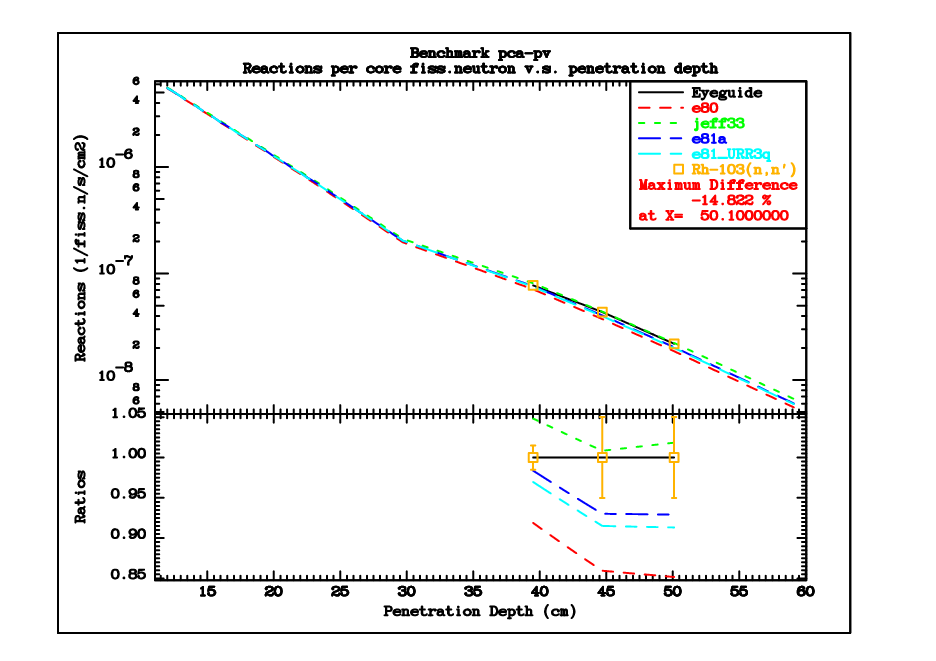 Benchmark pca-pv
Reactions per core fiss.neutron v.s. penetration depth
Eyeguide
e80
jeff33
e81a
e81_URR3q
Rh-103(n,n')
Maximum Difference
-14.822 %
at X= 50.1000000
Reactions (1/fiss.n/s/cm2)
6
4
2
10-6
8
6
4
2
10-7
8
6
4
2
10-8
8
6
Ratios
1.05
1.00
0.95
0.90
0.85
15 20 25 30 35 40 45 50 55 60
Penetration Depth (cm)